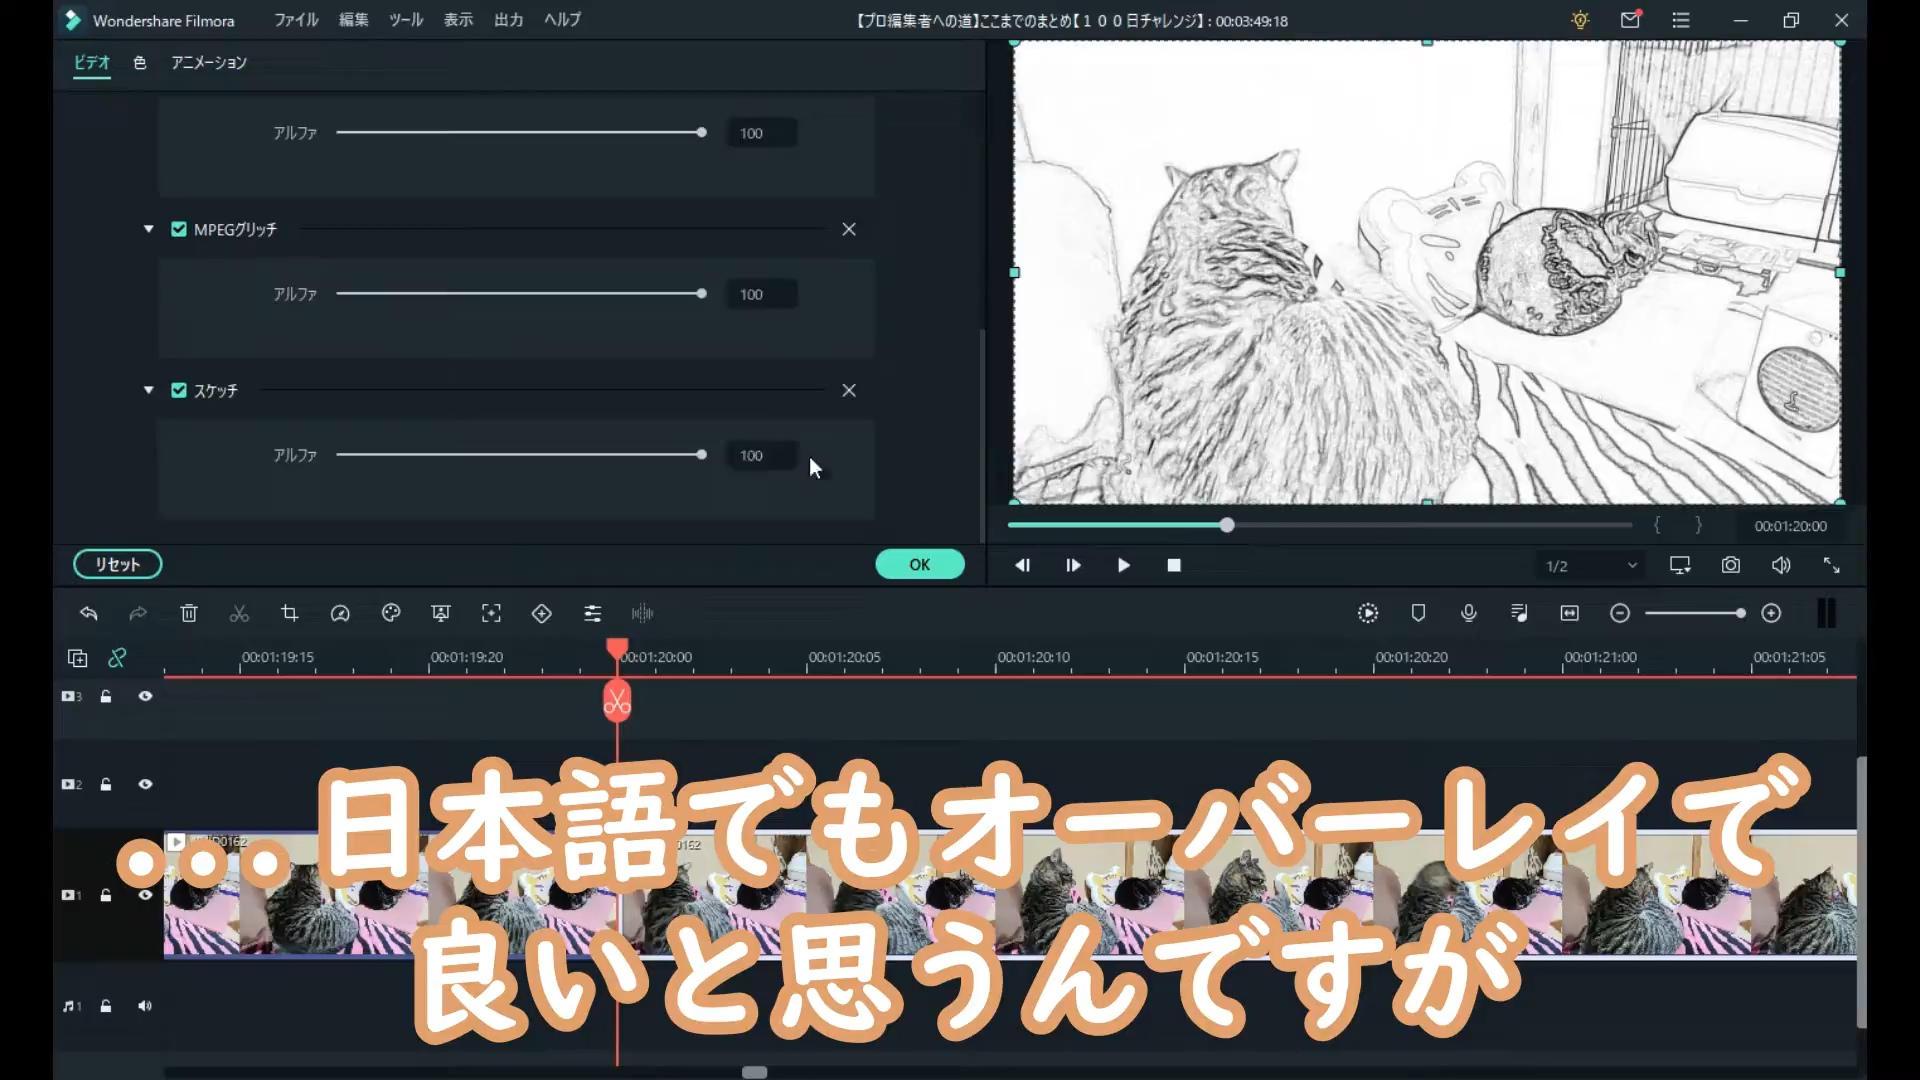 Wondershare Filmora ファイル 編集 ツール 表示 出力 ヘルプ 【プロ編集者への道】ここまでのまとめ【１００日チャレンジ】 : 00:03:49:18
ビデオ 色 アニメーション
アルファ 100
MPEGグリッチ
アルファ 100
スケッチ
アルファ 100
00:01:20:00
リセット OK
1/2
00:01:19:15 00:01:19:20 00:01:20:00 00:01:20:05 00:01:20:10 00:01:20:15 00:01:20:20 00:01:21:00 00:01:21:05
3
2
1
1
...日本語でもオーバーレイで
良いと思うんですが